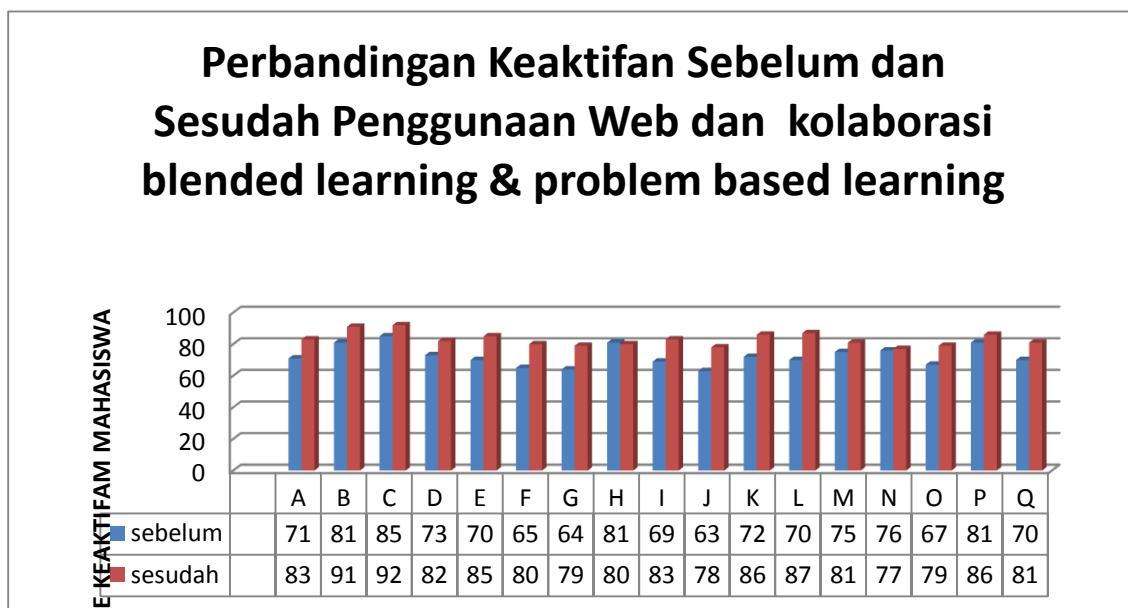 Perbandingan Keaktifan Sebelum dan
Sesudah Penggunaan Web dan kolaborasi
blended learning & problem based learning
E KEAKTIFAM MAHASISWA
100
80
60
40
20
0
A B C D E F G H I J K L M N O P Q
sebelum 71 81 85 73 70 65 64 81 69 63 72 70 75 76 67 81 70
sesudah 83 91 92 82 85 80 79 80 83 78 86 87 81 77 79 86 81